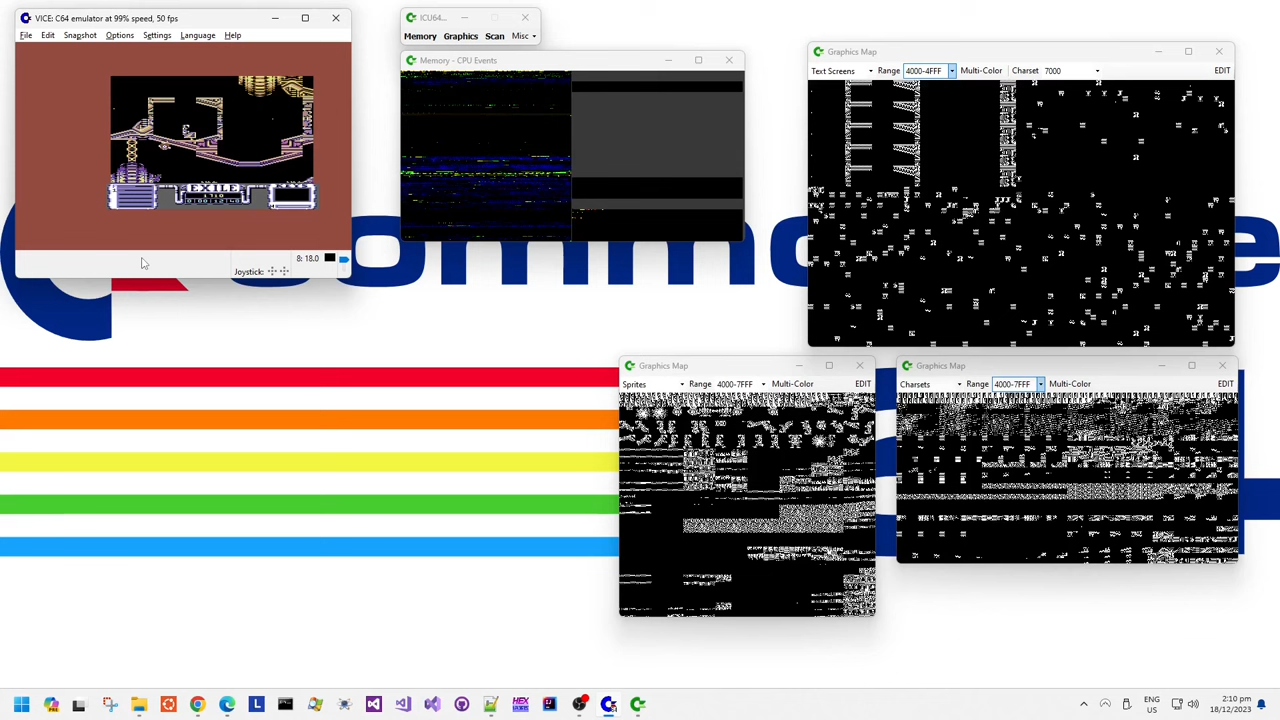 VICE: C64 emulator at 99% speed, 50 fps
File Edit Snapshot Options Settings Language Help
EXILE
8: 18.0
Joystick:
ICU64...
Memory Graphics Scan Misc
Memory - CPU Events
Graphics Map
Text Screens Range 4000-4FFF Multi-Color Charset 7000 EDIT
Graphics Map
Sprites Range 4000-7FFF Multi-Color EDIT
Graphics Map
Charsets Range 4000-7FFF Multi-Color EDIT
ENG
US
2:10 pm
18/12/2023